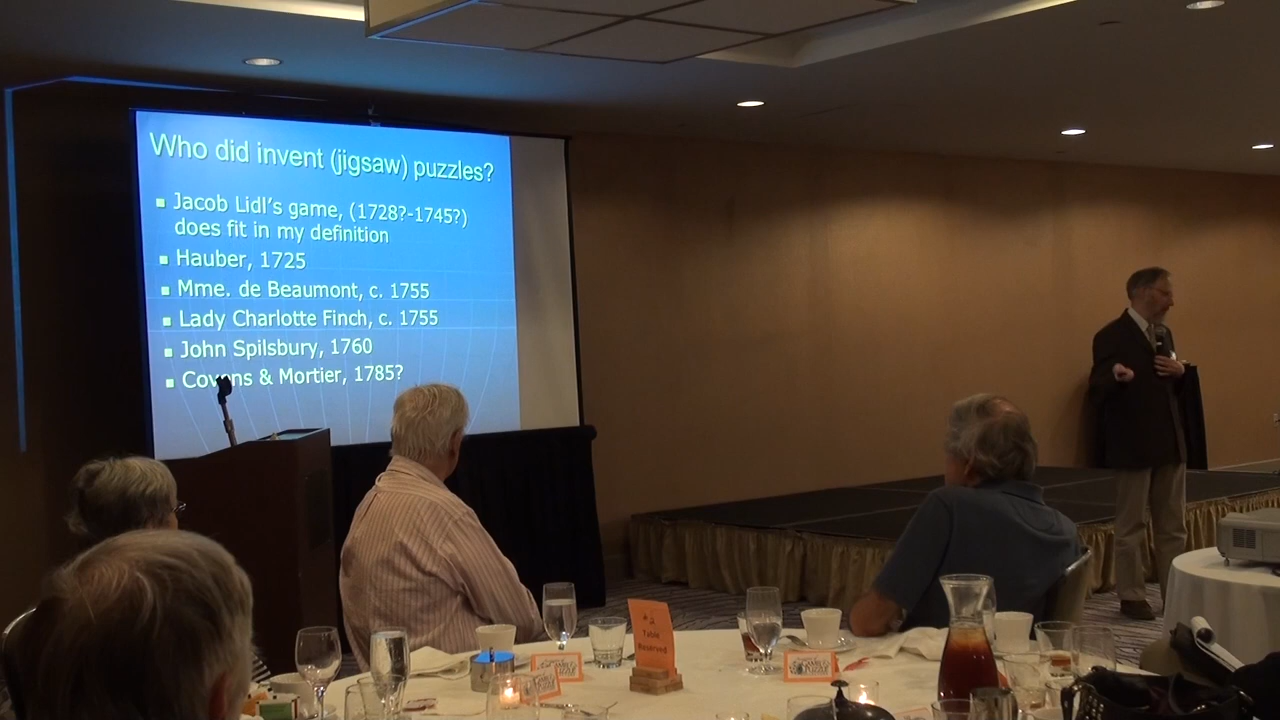 Who did invent (jigsaw) puzzles?
Jacob Lidl's game, (1728?-1745?)
does fit in my definition
Hauber, 1725
Mme. de Beaumont, c. 1755
Lady Charlotte Finch, c. 1755
John Spilsbury, 1760
Covens & Mortier, 1785?
Table
Reserved